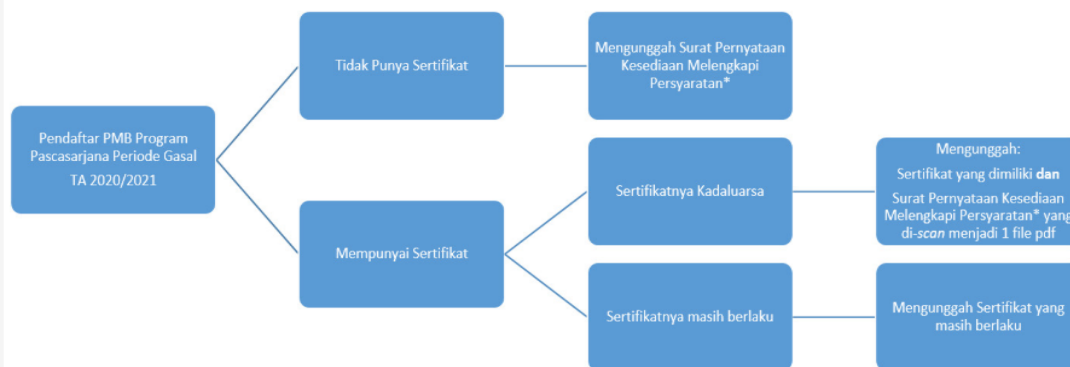 Pendaftar PMB Program
Pascasarjana Periode Gasal
TA 2020/2021
Tidak Punya Sertifikat
Mengunggah Surat Pernyataan
Kesediaan Melengkapi
Persyaratan*
Mempunyai Sertifikat
Sertifikatnya Kadaluarsa
Mengunggah:
Sertifikat yang dimiliki dan
Surat Pernyataan Kesediaan
Melengkapi Persyaratan* yang
di-scan menjadi 1 file pdf
Sertifikatnya masih berlaku
Mengunggah Sertifikat yang
masih berlaku